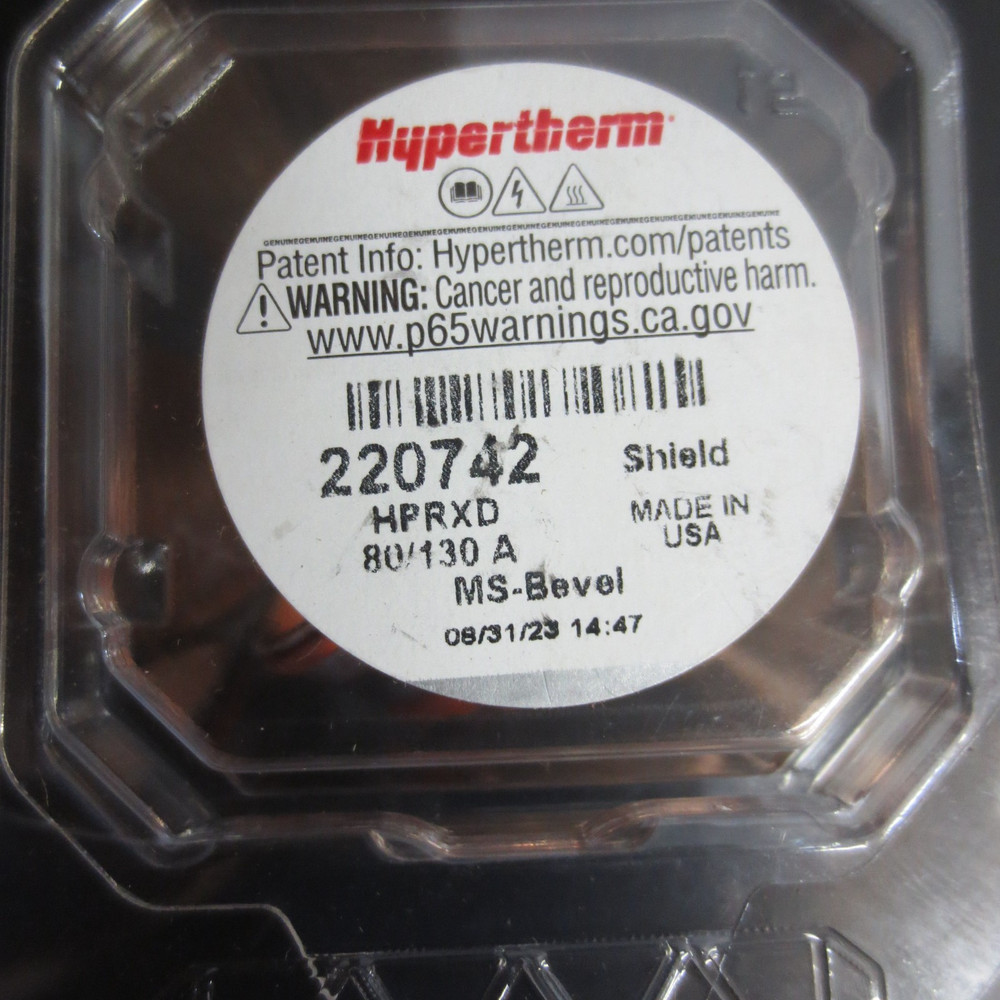 Hypertherm
GENUINEGENUINEGENUINEGENUINEGENUINEGENUINEGENUINEGENUINEGENUINEGENUINEGENUINEGENUINE
Patent Info: Hypertherm.com/patents
WARNING: Cancer and reproductive harm.
www.p65warnings.ca.gov
220742 Shield
HPRXD MADE IN
80/130 A USA
MS-Bevel
08/31/23 14:47